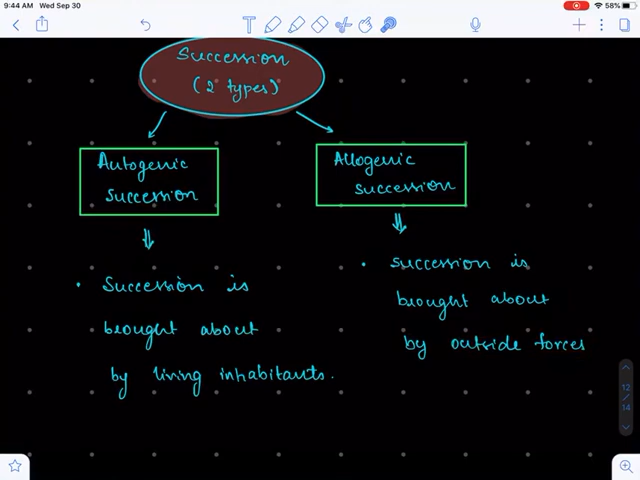 9:44 AM Wed Sep 30
58%
Succession
(2 types)
Autogenic
succession
Allogenic
succession
• Succession is
brought about
by living inhabitants.
• succession is
brought about
by outside forces
12
/
14